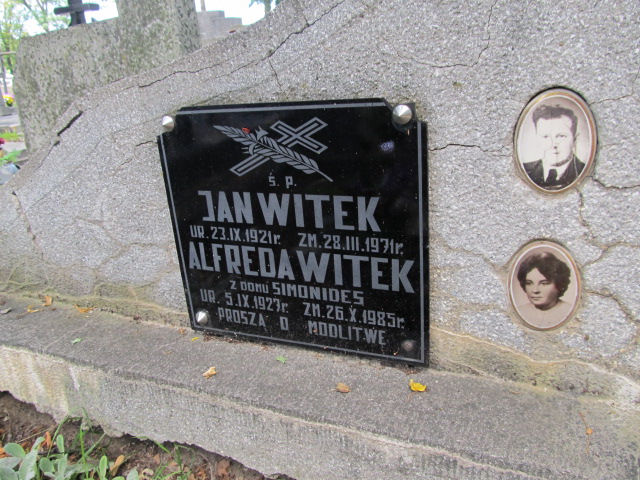 Ś. P.
JAN WITEK
UR. 23.IX.1921r. ZM. 28.III.1971r.
ALFREDA WITEK
Z DOMU SIMONIDES
UR. 5.IX.1927r. ZM. 26.X.1985r.
PROSZĄ O MODLITWĘ